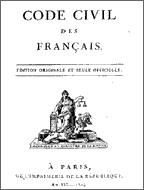 CODE CIVIL
DES
FRANÇAIS.
ÉDITION ORIGINALE ET SEULE OFFICIELLE.
À PARIS,
DE L'IMPRIMERIE DE LA RÉPUBLIQUE.